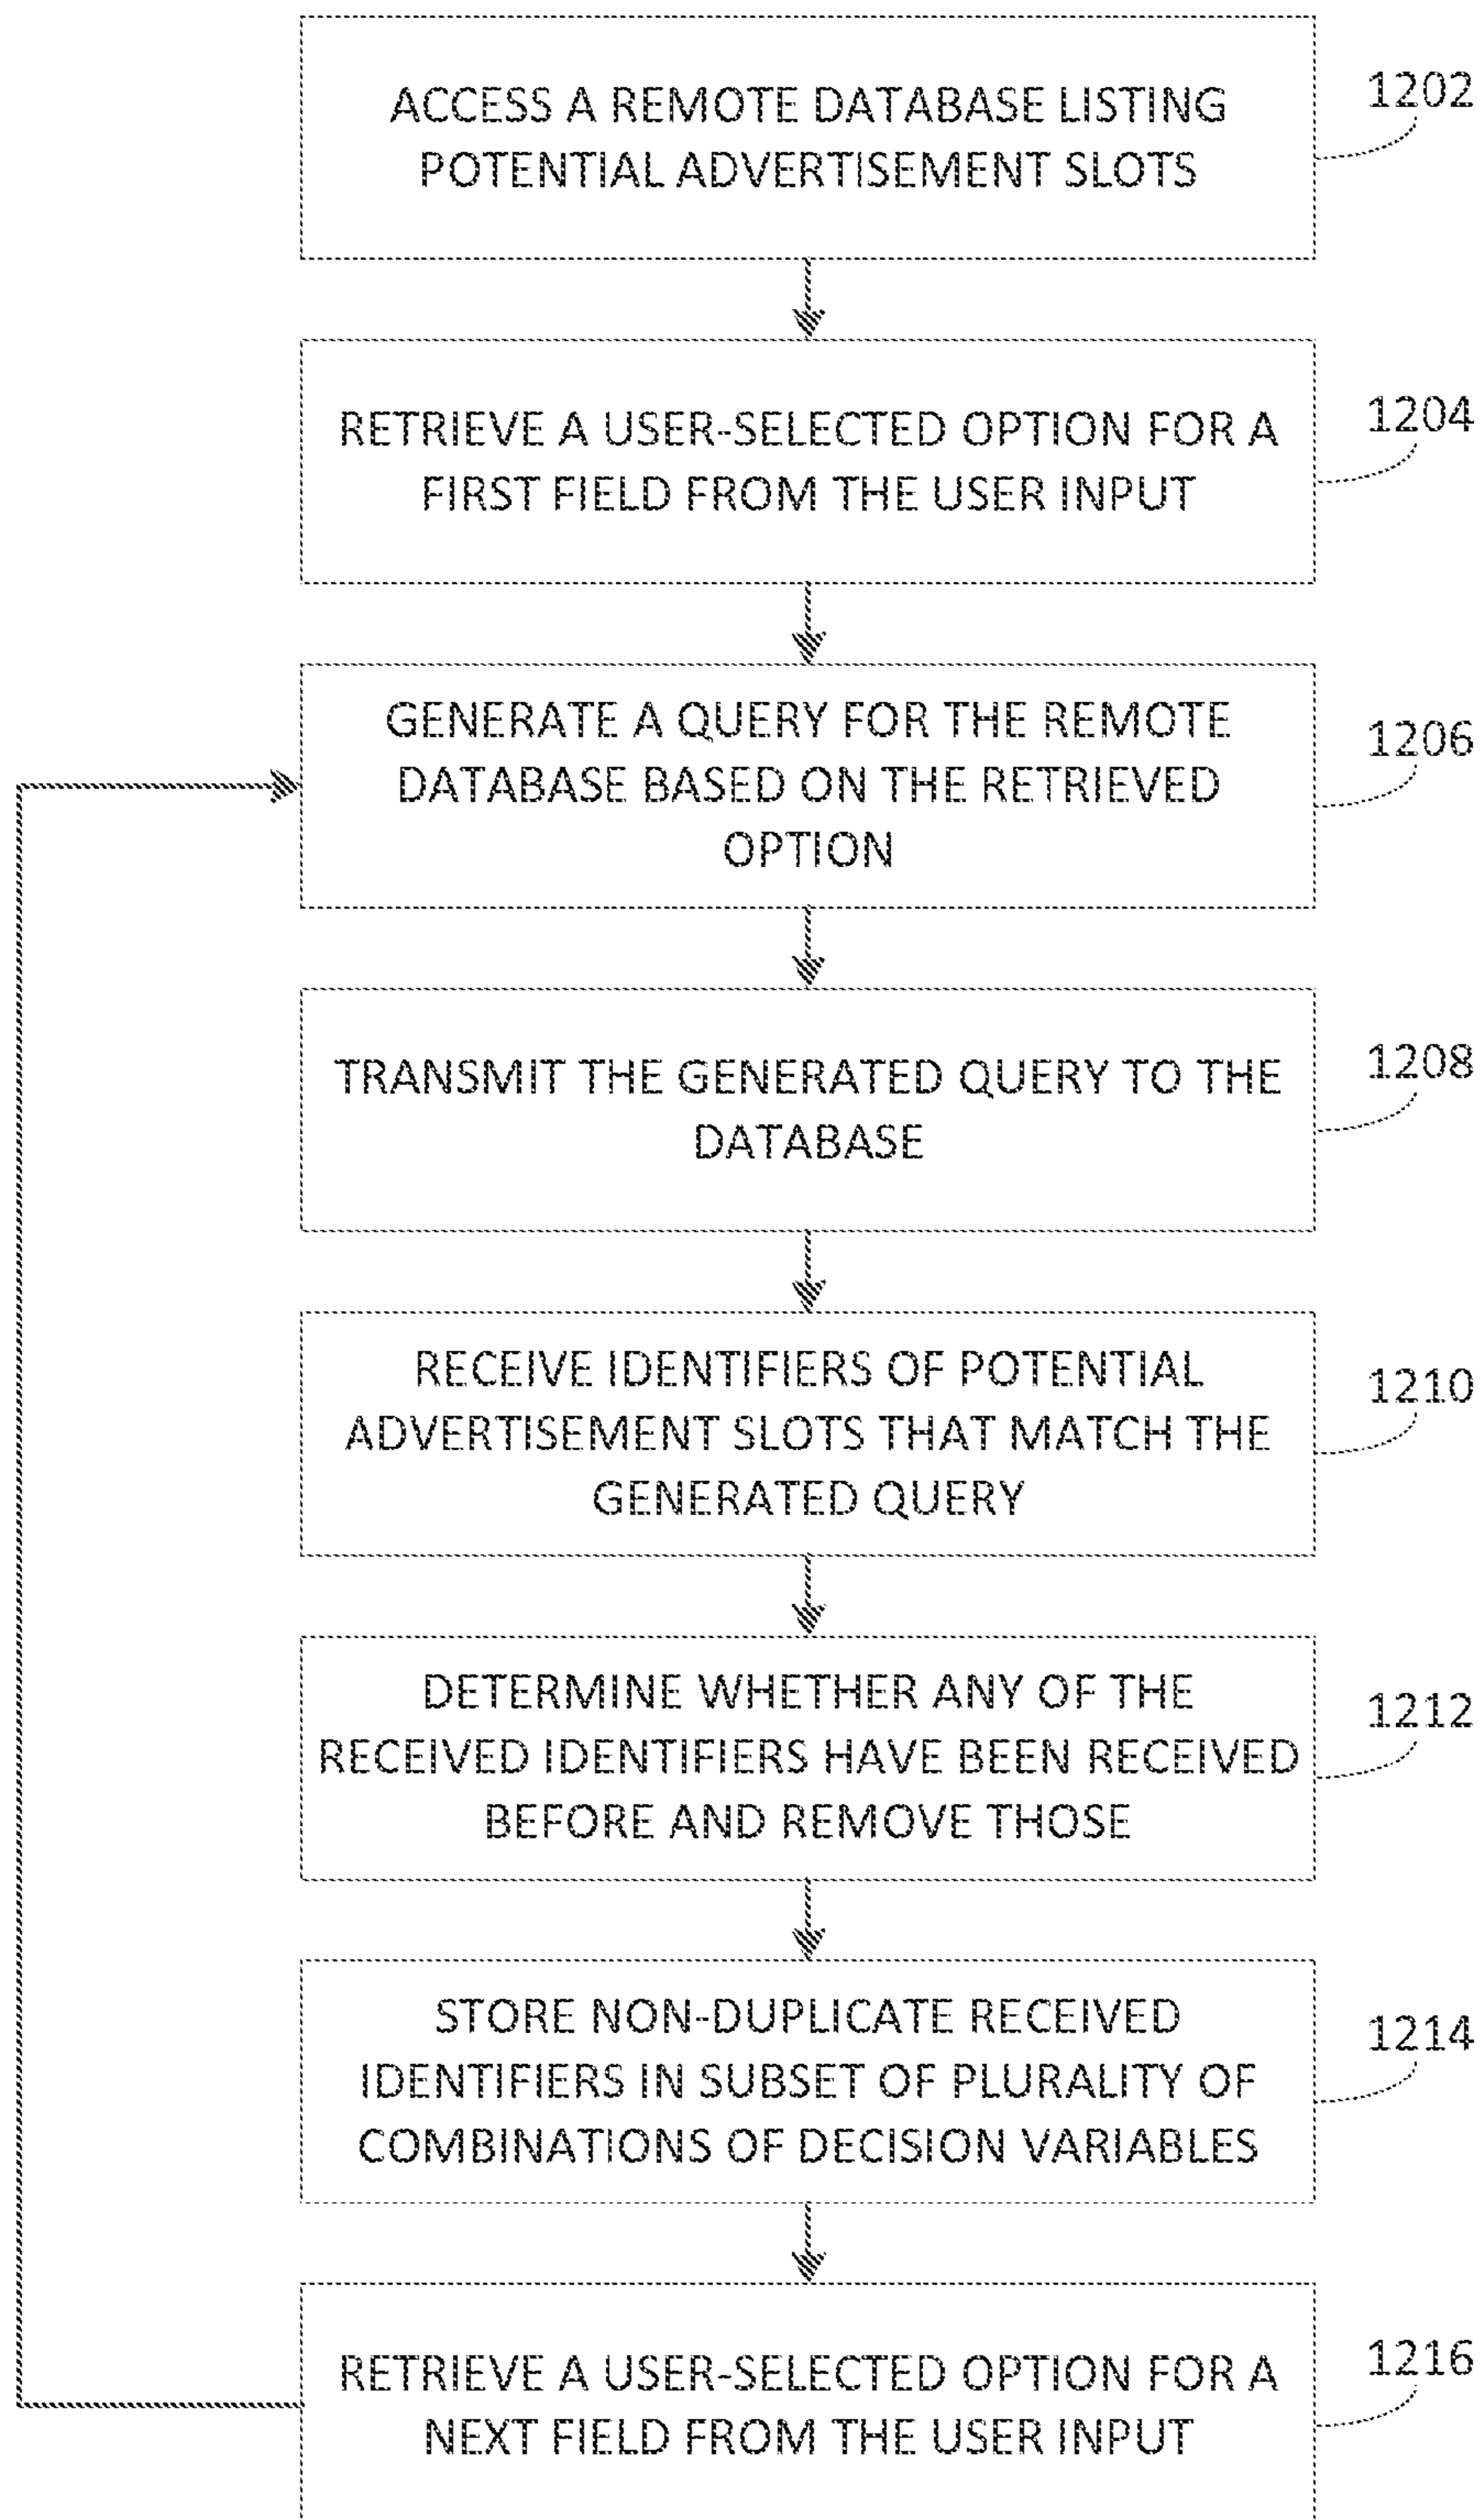 ACCESS A REMOTE DATABASE LISTING
POTENTIAL ADVERTISEMENT SLOTS
1202
RETRIEVE A USER-SELECTED OPTION FOR A
FIRST FIELD FROM THE USER INPUT
1204
GENERATE A QUERY FOR THE REMOTE
DATABASE BASED ON THE RETRIEVED
OPTION
1206
TRANSMIT THE GENERATED QUERY TO THE
DATABASE
1208
RECEIVE IDENTIFIERS OF POTENTIAL
ADVERTISEMENT SLOTS THAT MATCH THE
GENERATED QUERY
1210
DETERMINE WHETHER ANY OF THE
RECEIVED IDENTIFIERS HAVE BEEN RECEIVED
BEFORE AND REMOVE THOSE
1212
STORE NON-DUPLICATE RECEIVED
IDENTIFIERS IN SUBSET OF PLURALITY OF
COMBINATIONS OF DECISION VARIABLES
1214
RETRIEVE A USER-SELECTED OPTION FOR A
NEXT FIELD FROM THE USER INPUT
1216